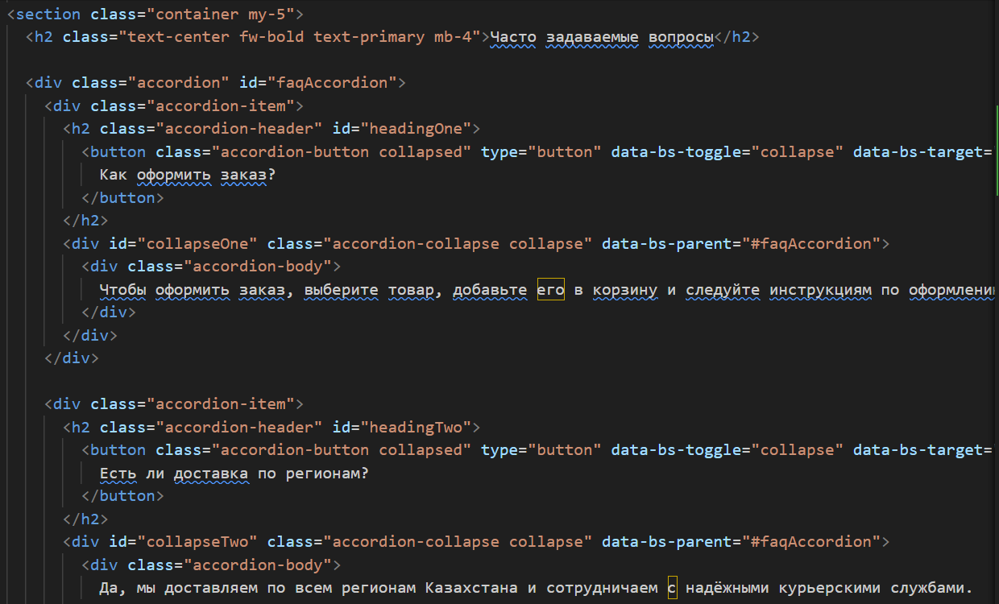 <section class="container my-5">
<h2 class="text-center fw-bold text-primary mb-4">Часто задаваемые вопросы</h2>
<div class="accordion" id="faqAccordion">
<div class="accordion-item">
<h2 class="accordion-header" id="headingOne">
<button class="accordion-button collapsed" type="button" data-bs-toggle="collapse" data-bs-target=
Как оформить заказ?
</button>
</h2>
<div id="collapseOne" class="accordion-collapse collapse" data-bs-parent="#faqAccordion">
<div class="accordion-body">
Чтобы оформить заказ, выберите товар, добавьте его в корзину и следуйте инструкциям по
</div>
</div>
</div>
<div class="accordion-item">
<h2 class="accordion-header" id="headingTwo">
<button class="accordion-button collapsed" type="button" data-bs-toggle="collapse" data-bs-target=
Есть ли доставка по регионам?
</button>
</h2>
<div id="collapseTwo" class="accordion-collapse collapse" data-bs-parent="#faqAccordion">
<div class="accordion-body">
Да, мы доставляем по всем регионам Казахстана и сотрудничаем с надёжными курьерскими службами.